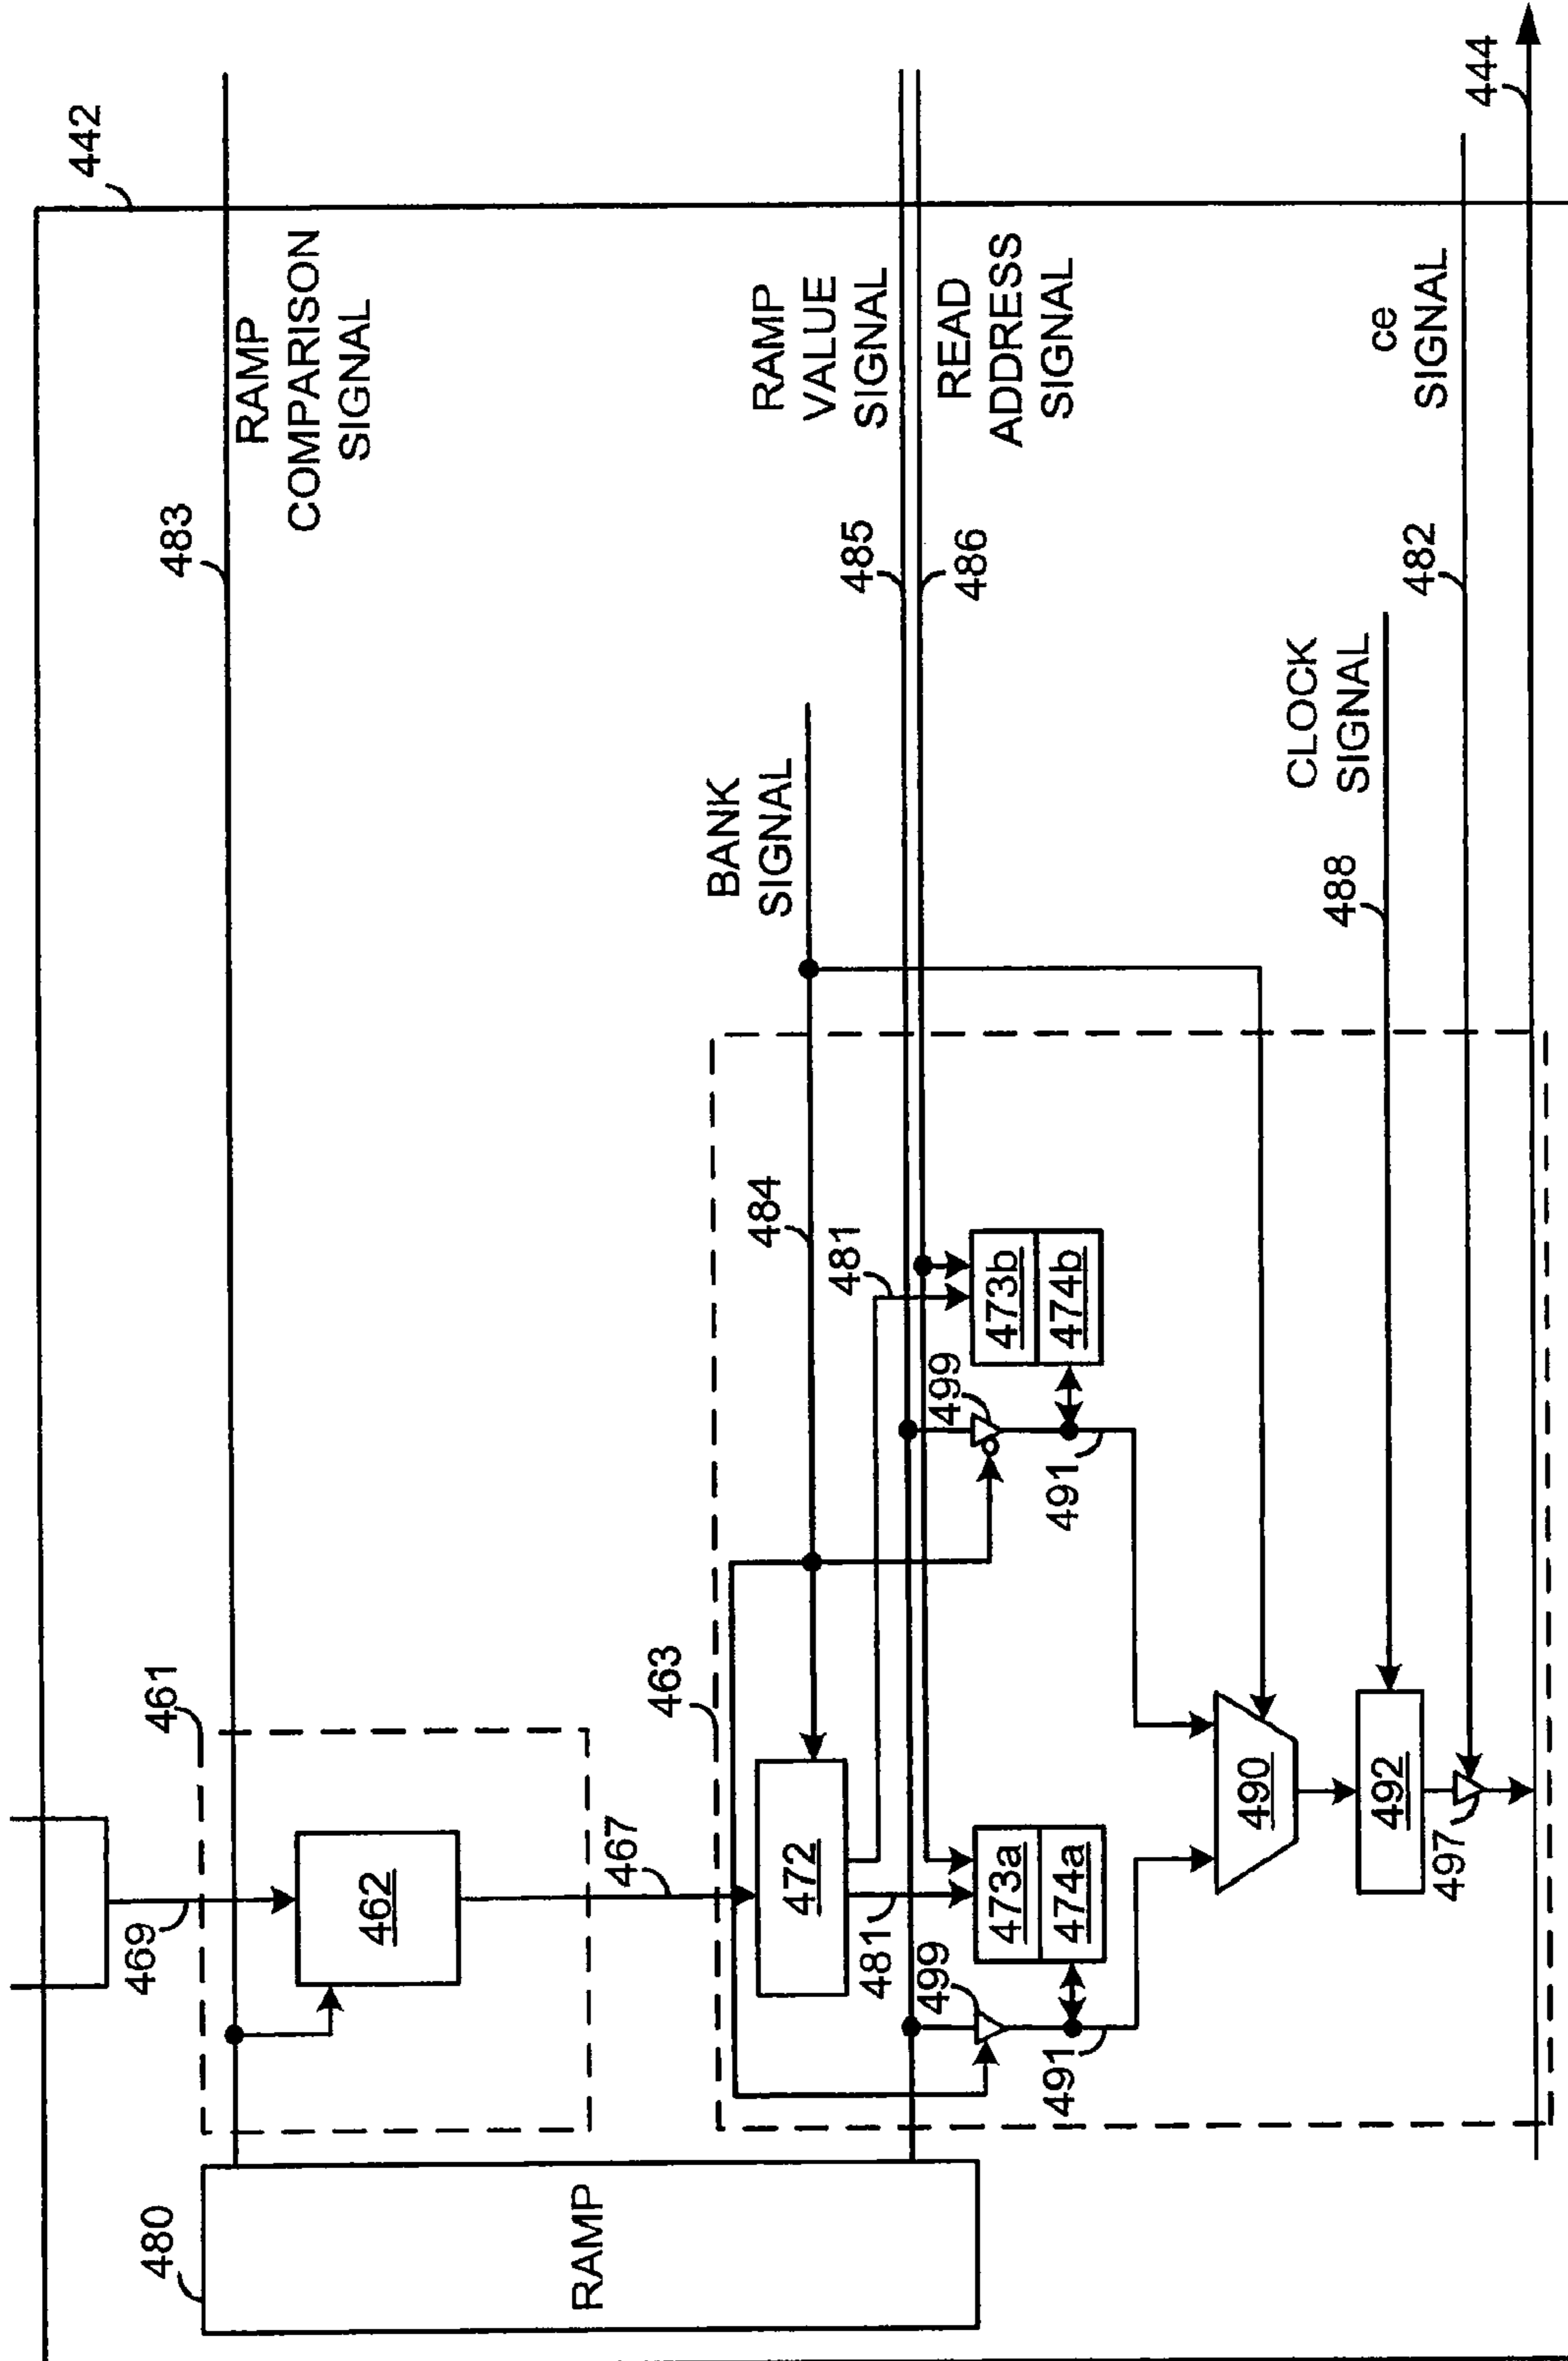 442
483
RAMP
COMPARISON
SIGNAL
461
469
462
467
480
RAMP
BANK
SIGNAL
484
RAMP
VALUE
SIGNAL
485
READ
ADDRESS
SIGNAL
486
463
472
481
481
499
499
473a
474a
473b
474b
491
491
CLOCK
SIGNAL
488
490
492
497
ce
SIGNAL
482
444